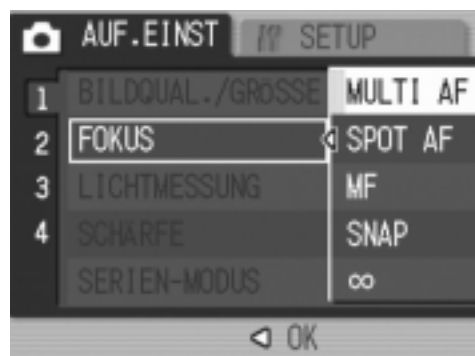 AUF.EINST SETUP
1 BILDQUAL./GRÖSSE MULTI AF
2 FOKUS SPOT AF
3 LICHTMESSUNG MF
4 SCHÄRFE SNAP
SERIEN-MODUS ∞
OK